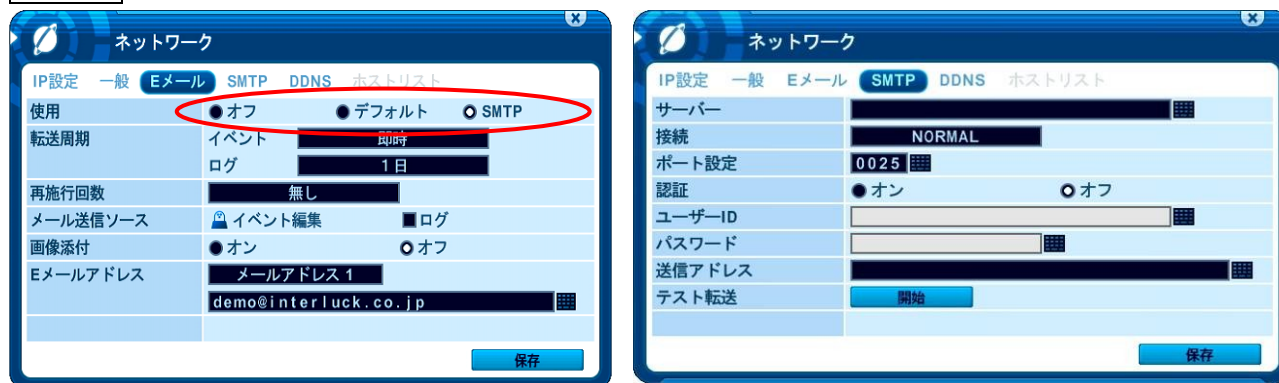 ネットワーク
IP設定 一般 Eメール SMTP DDNS ホストリスト
使用 オフ デフォルト SMTP
転送周期 イベント 即時
ログ 1日
再施行回数 無し
メール送信ソース イベント編集 ログ
画像添付 オン オフ
Eメールアドレス メールアドレス 1
demo@interluck.co.jp
保存
ネットワーク
IP設定 一般 Eメール SMTP DDNS ホストリスト
サーバー
接続 NORMAL
ポート設定 0025
認証 オン オフ
ユーザーID
パスワード
送信アドレス
テスト転送 開始
保存